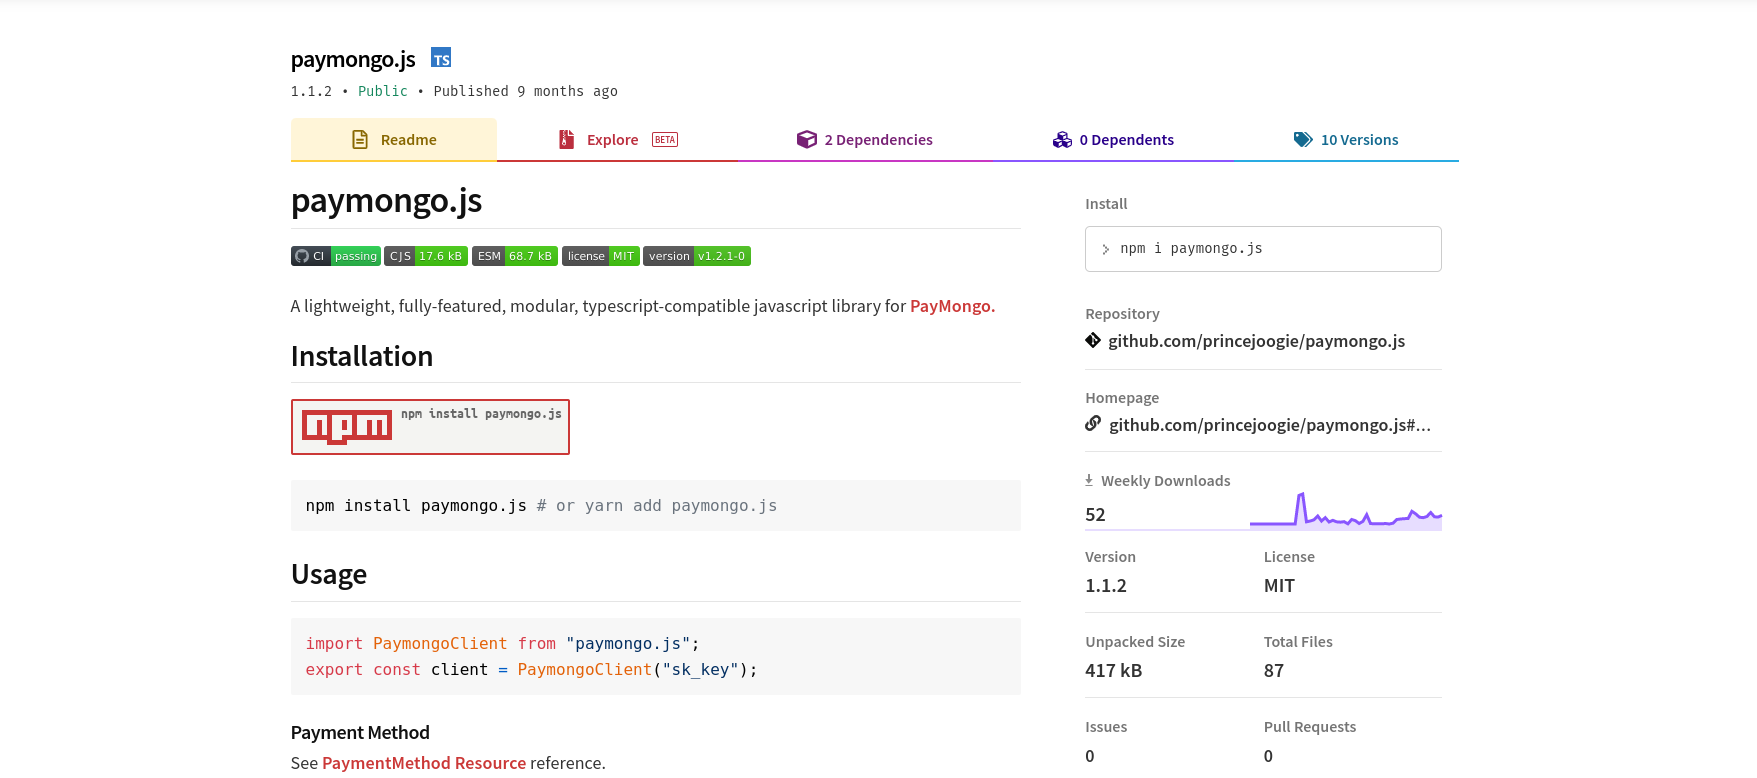 paymongo.js TS
1.1.2 • Public • Published 9 months ago
Readme
Explore BETA
2 Dependencies
0 Dependents
10 Versions
paymongo.js
CI passing CJS 17.6 kB ESM 68.7 kB license MIT version v1.2.1-0
A lightweight, fully-featured, modular, typescript-compatible javascript library for PayMongo.
Installation
npm npm install paymongo.js
npm install paymongo.js # or yarn add paymongo.js
Usage
import PaymongoClient from "paymongo.js";
export const client = PaymongoClient("sk_key");
Payment Method
See PaymentMethod Resource reference.
Install
npm i paymongo.js
Repository
github.com/princejoogie/paymongo.js
Homepage
github.com/princejoogie/paymongo.js#...
Weekly Downloads
52
Version License
1.1.2 MIT
Unpacked Size Total Files
417 kB 87
Issues Pull Requests
0 0